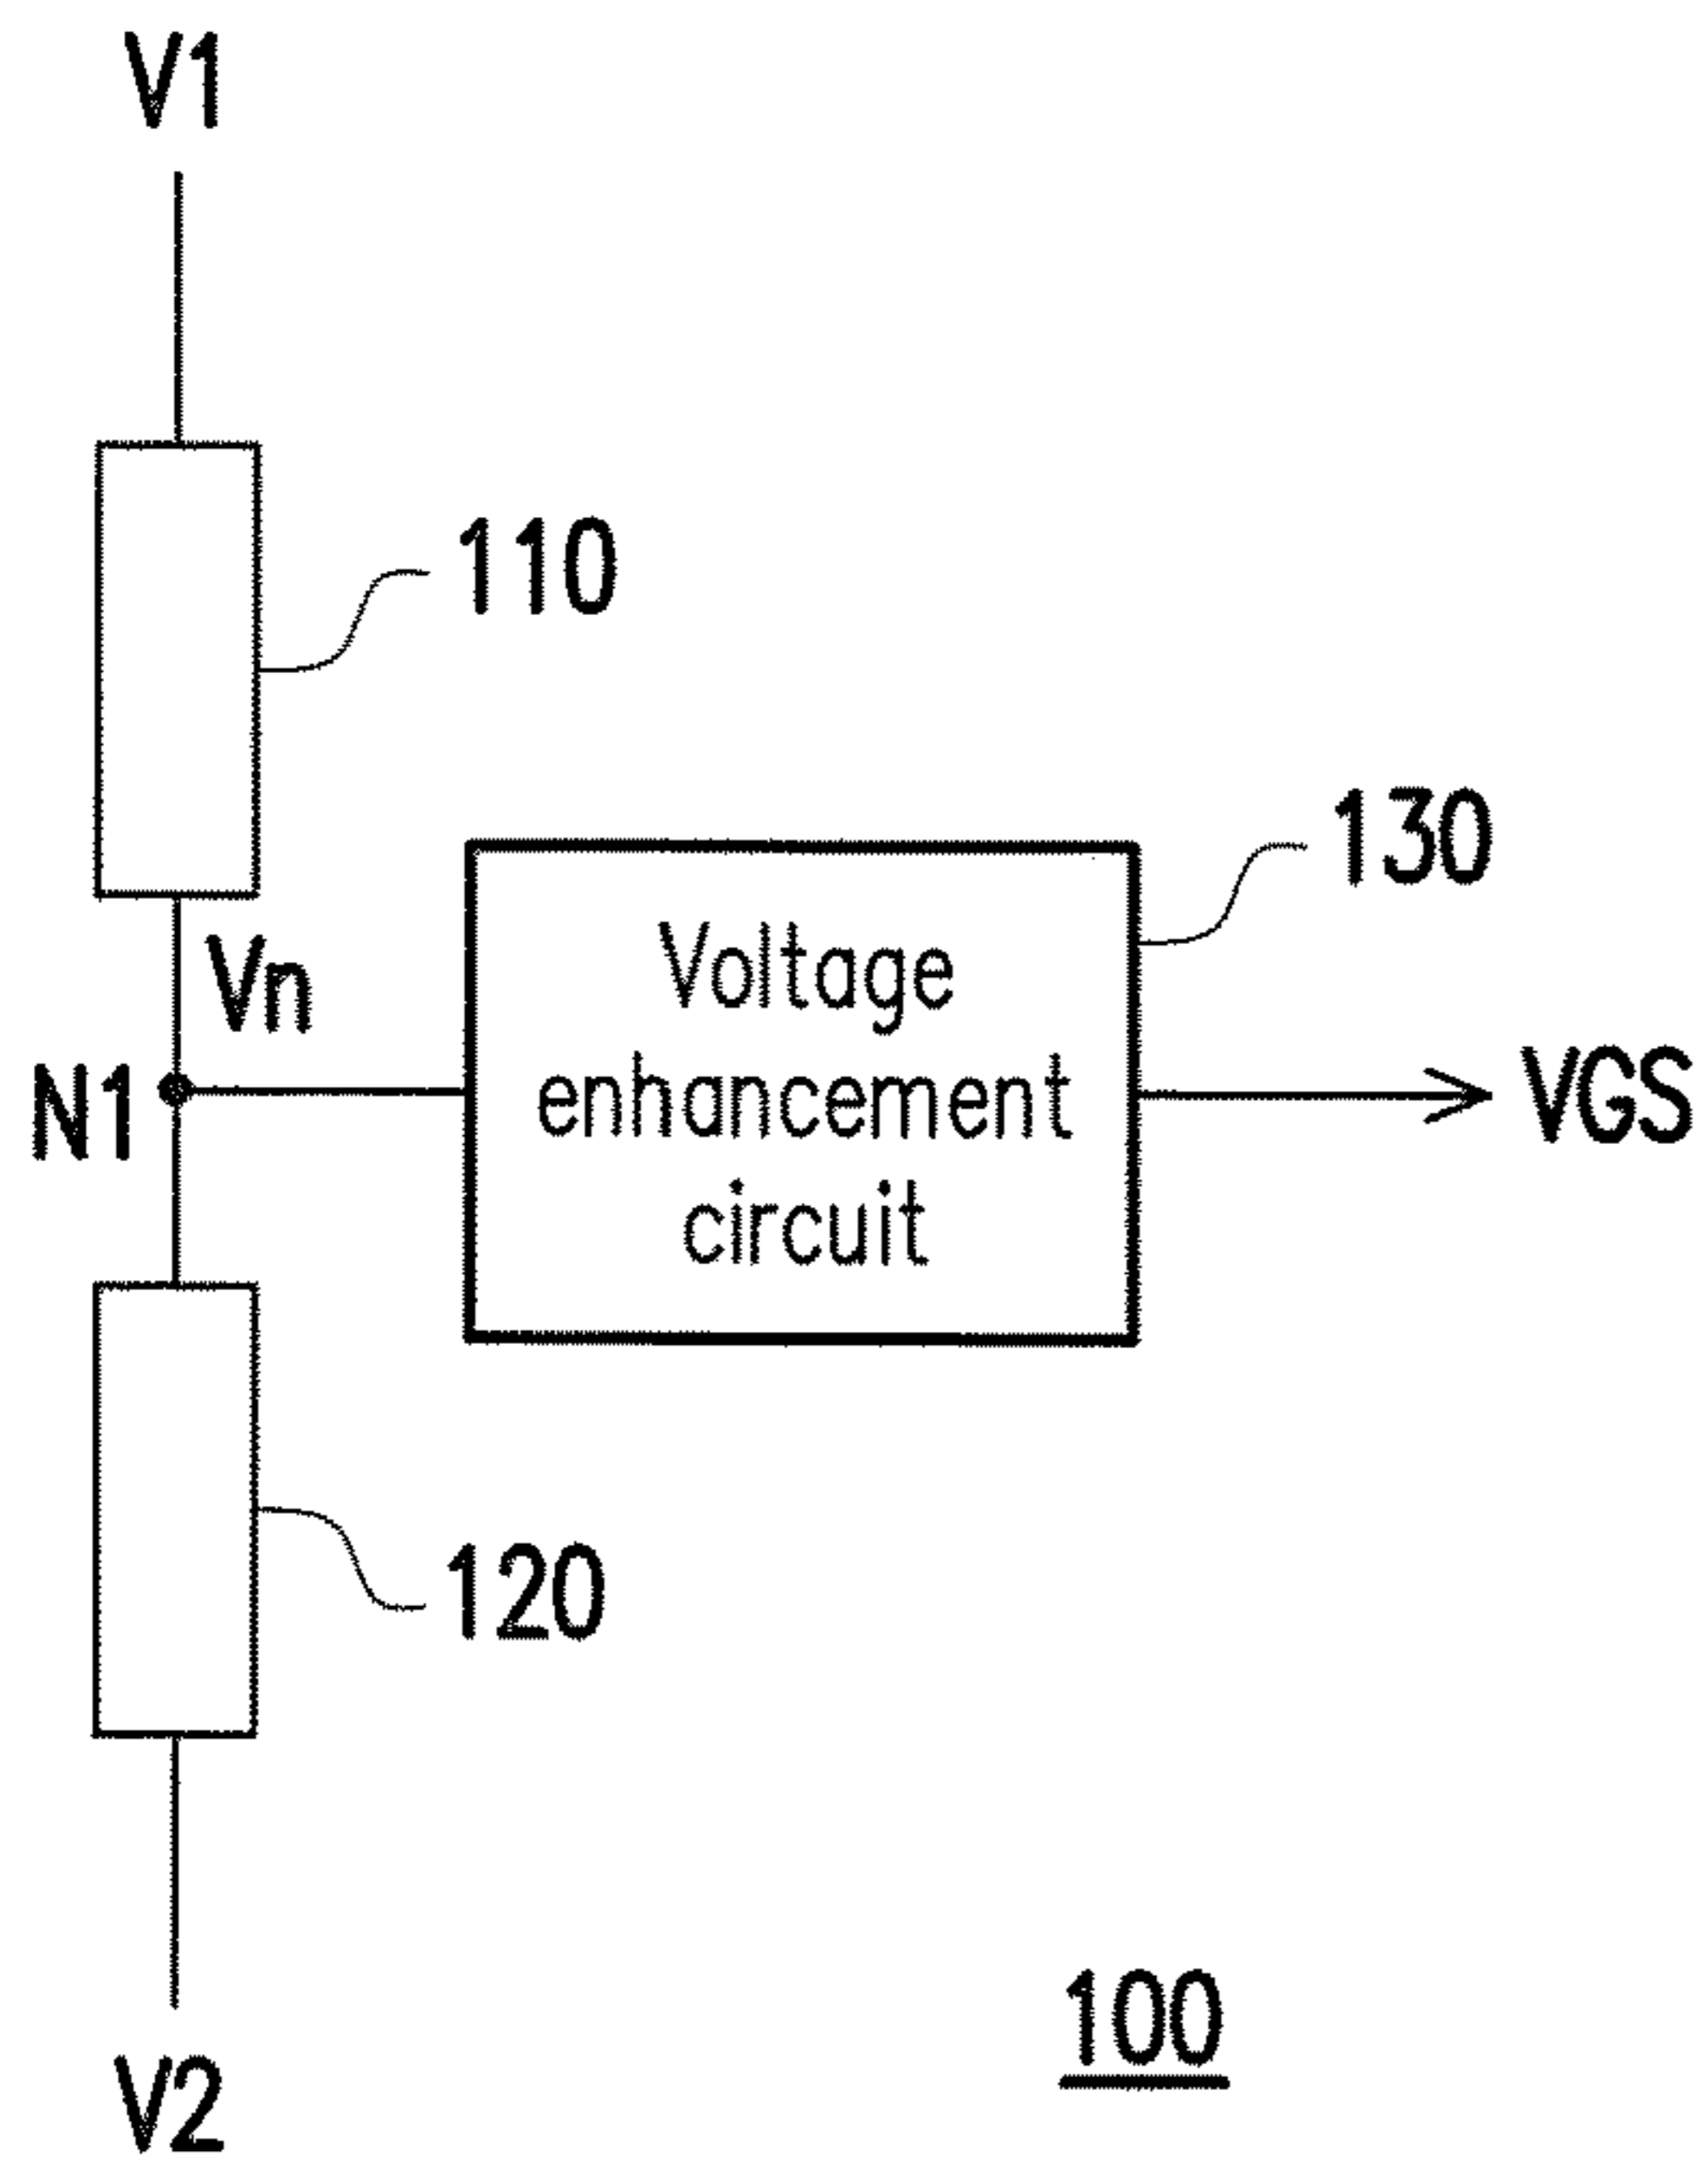 V1
110
130
Vn
Voltage
N1
enhancement
VGS
circuit
120
100
V2